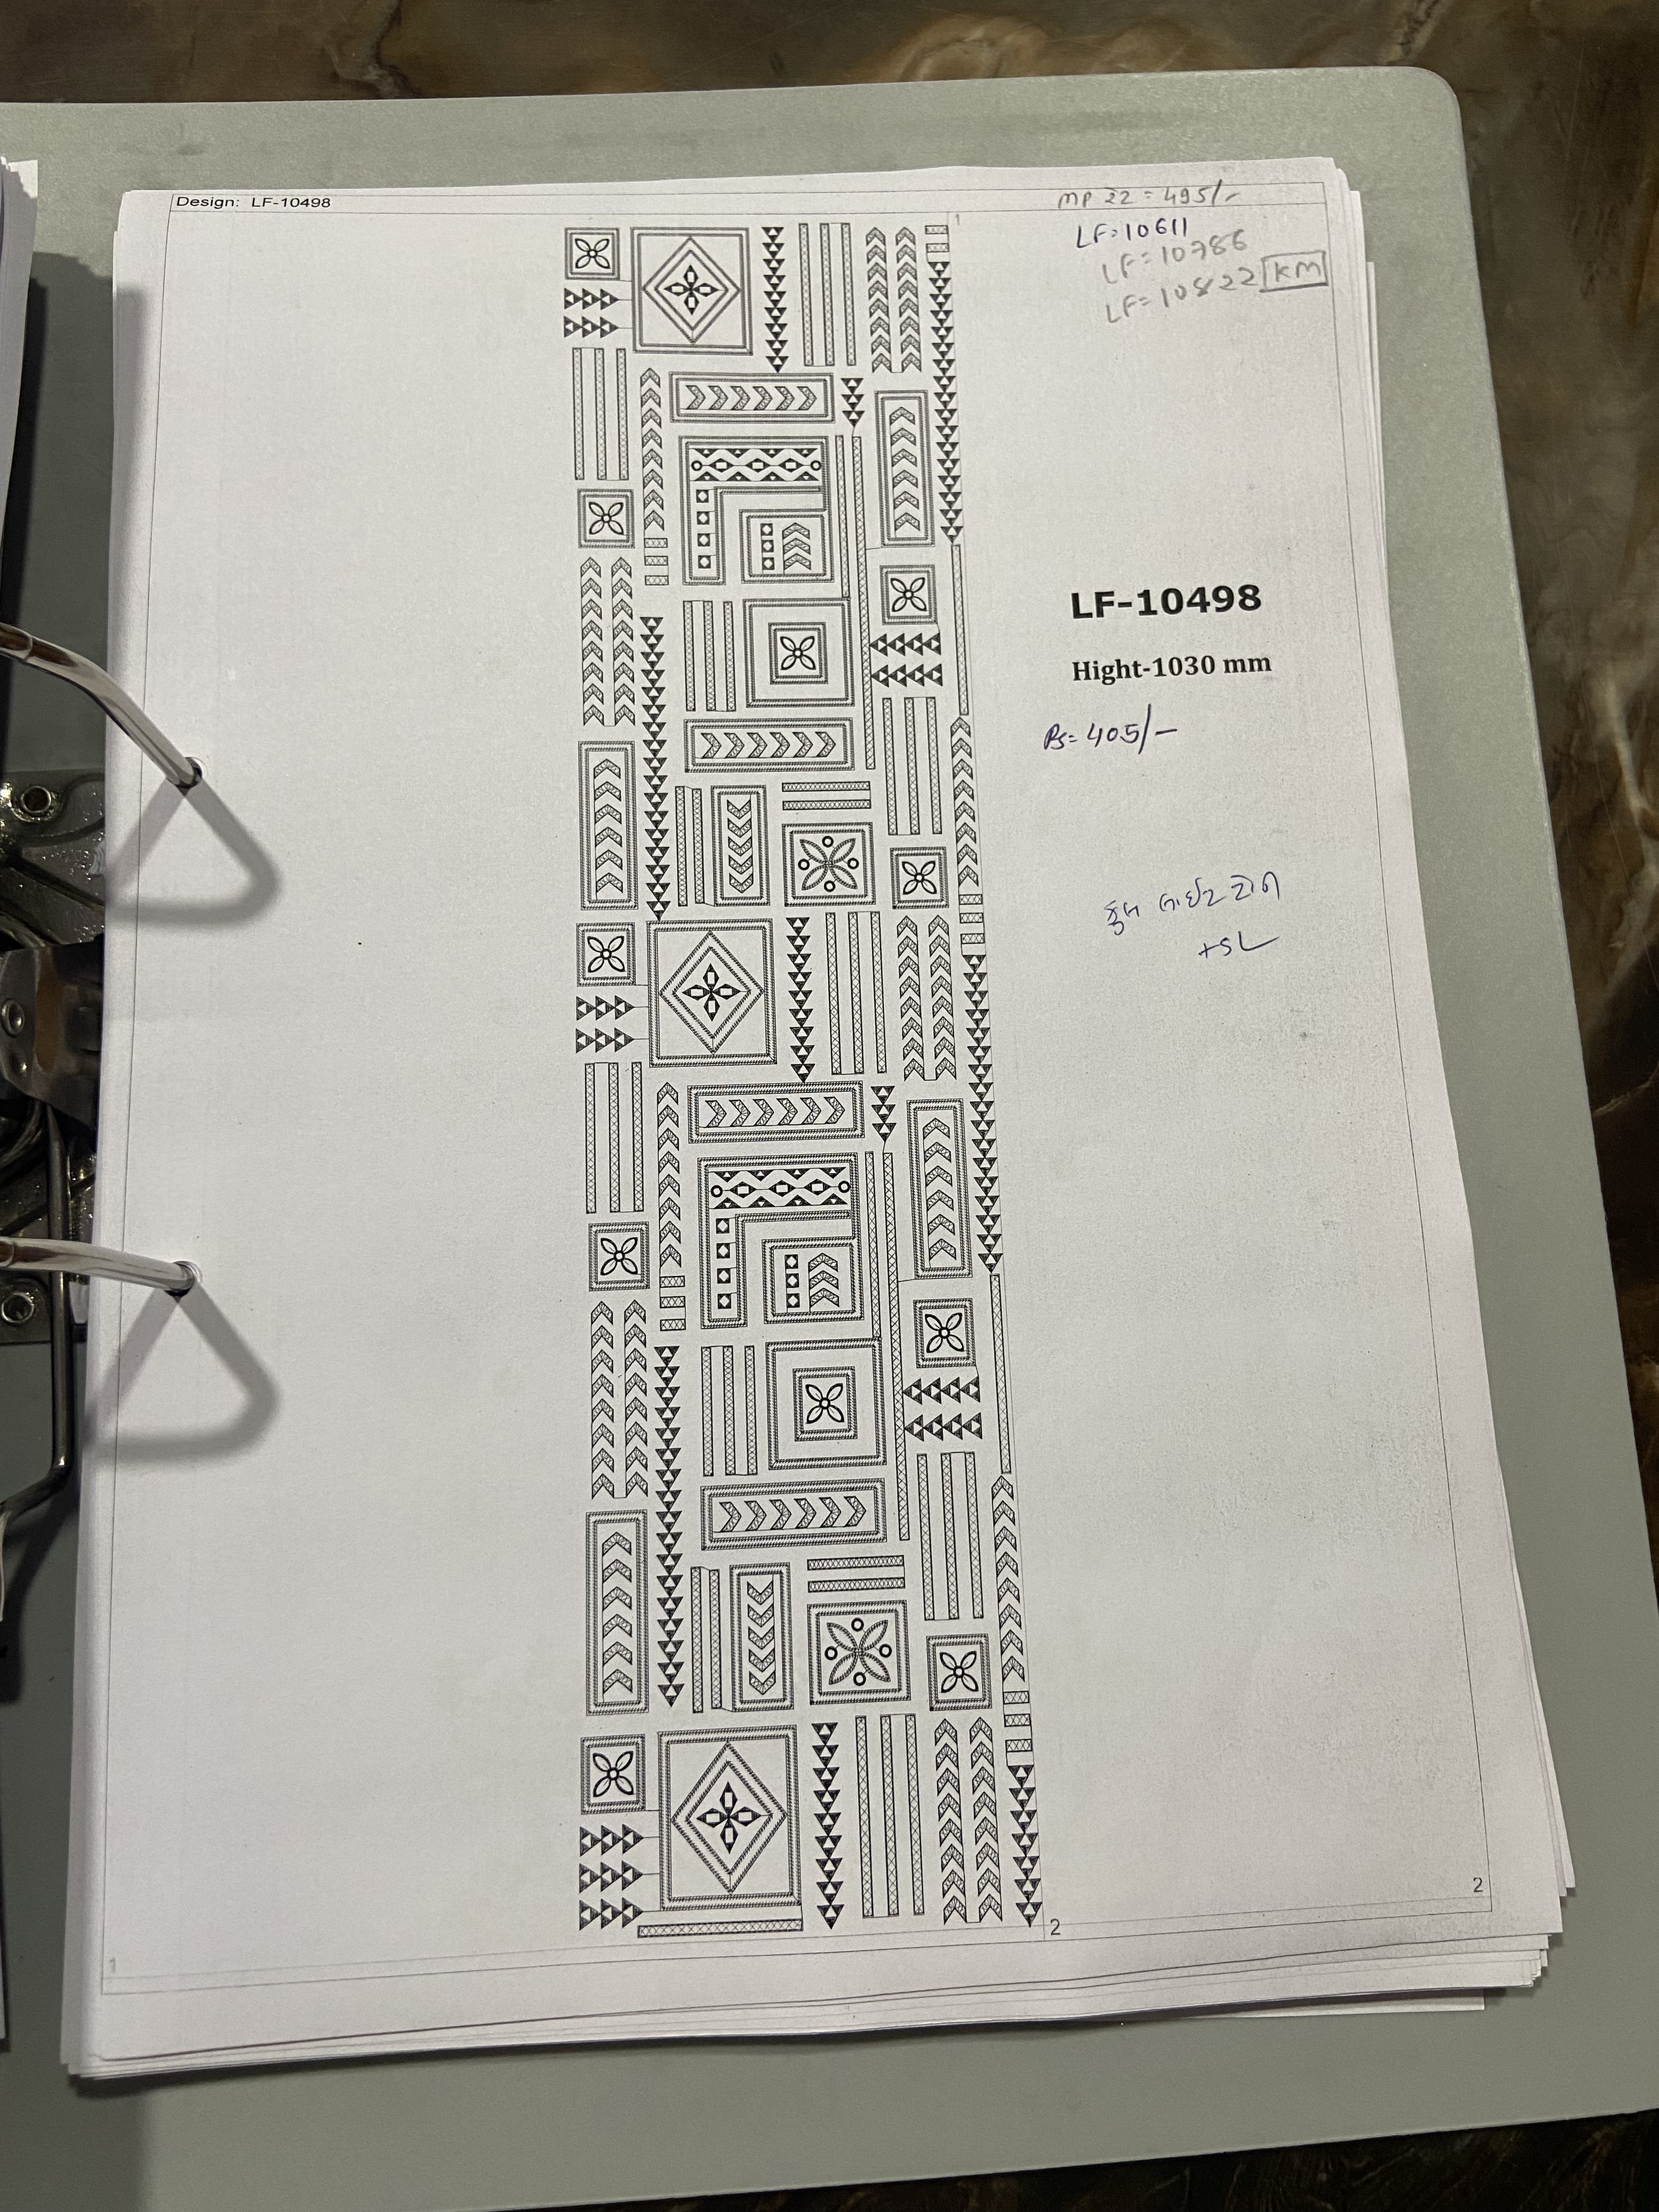 Design: LF-10498
MP 22 = 495/-
1
LF=10611
LF=10786
LF=10822 KM
LF-10498
Hight-1030 mm
Rs= 405/-
+SL
2
2
1